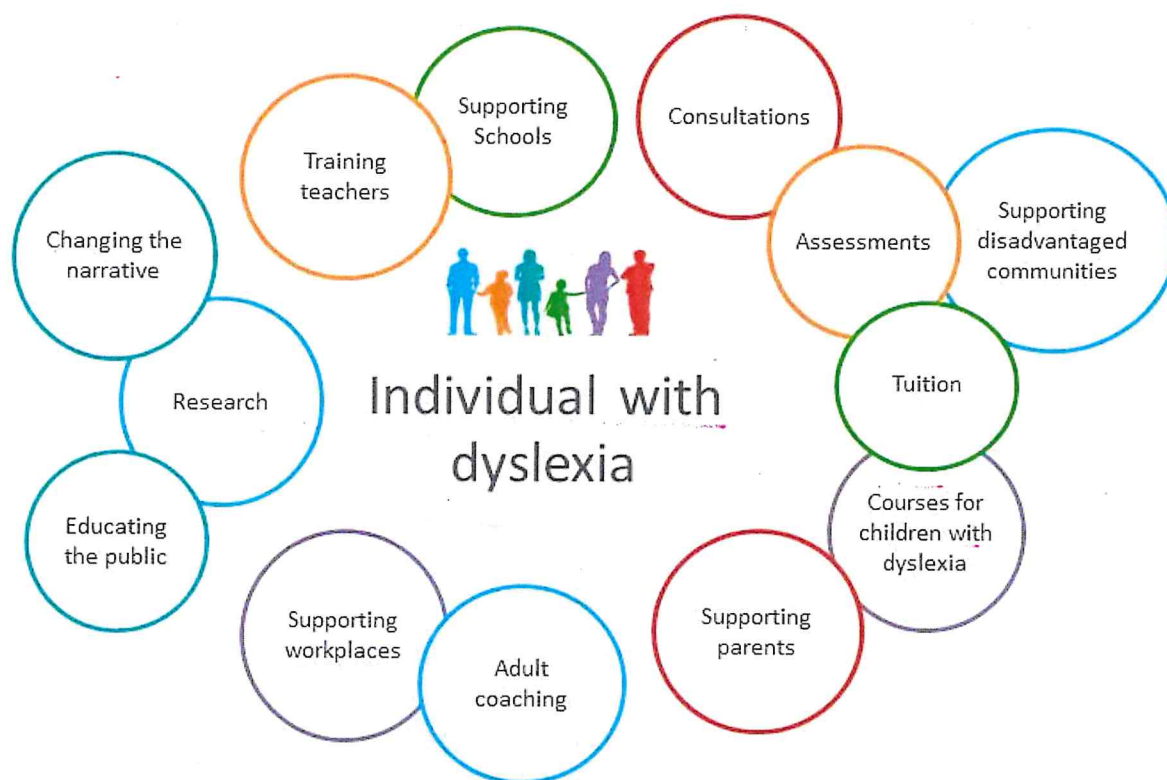 Supporting
Schools
Consultations
Training
teachers
Changing the
narrative
Assessments
Supporting
disadvantaged
communities
Individual with
dyslexia
Research
Tuition
Educating
the public
Courses for
children with
dyslexia
Supporting
workplaces
Adult
coaching
Supporting
parents